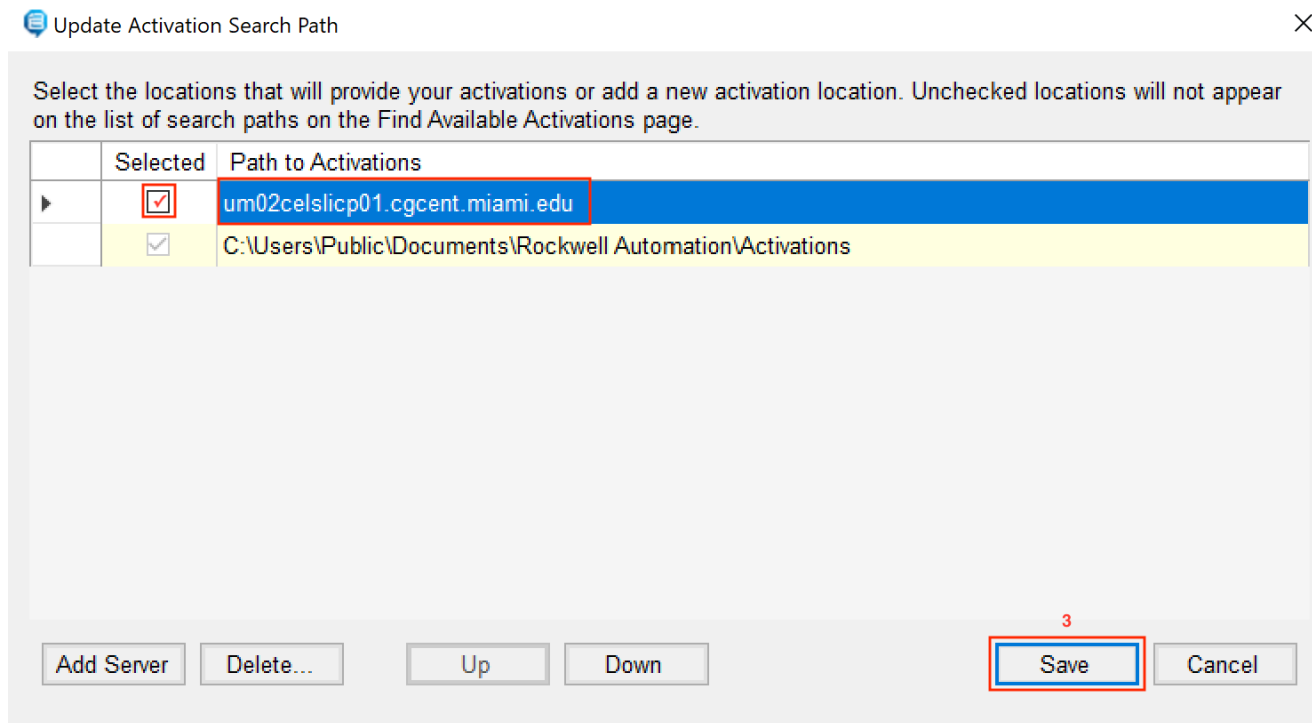 Update Activation Search Path
Select the locations that will provide your activations or add a new activation location. Unchecked locations will not appear
on the list of search paths on the Find Available Activations page.
Selected Path to Activations
um02celslicp01.cgcent.miami.edu
C:\Users\Public\Documents\Rockwell Automation\Activations
3
Add Server Delete... Up Down Save Cancel